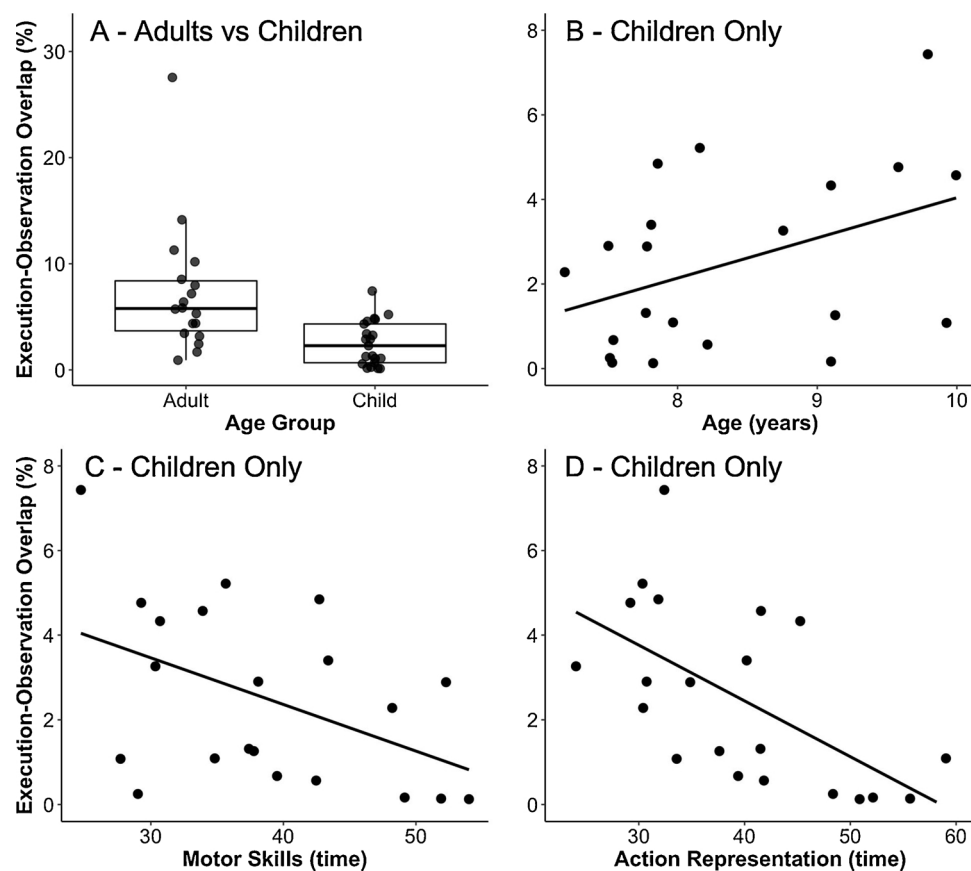 A - Adults vs Children
Execution-Observation Overlap (%)
30
20
10
0
Adult
Child
Age Group
B - Children Only
8
6
4
2
0
8
9
10
Age (years)
C - Children Only
Execution-Observation Overlap (%)
8
6
4
2
0
30
40
50
Motor Skills (time)
D - Children Only
8
6
4
2
0
30
40
50
60
Action Representation (time)